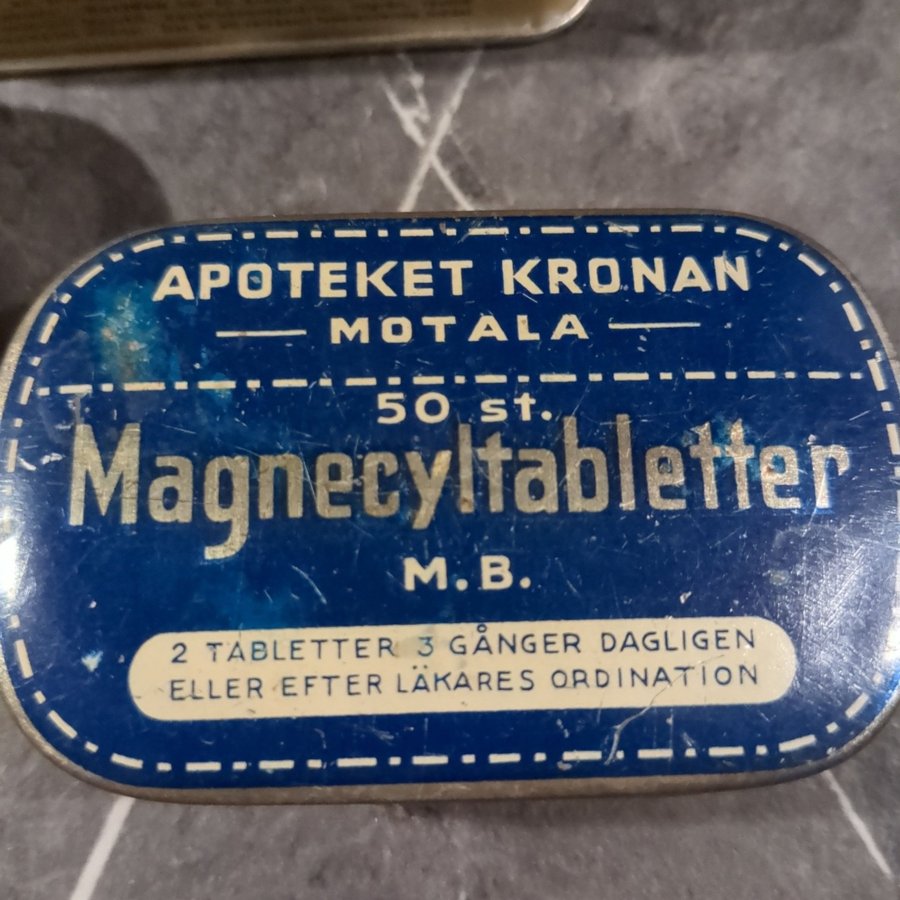 APOTEKET KRONAN
MOTALA
50 st.
Magnecyltabletter
M.B.
2 TABLETTER 3 GÅNGER DAGLIGEN
ELLER EFTER LÄKARES ORDINATION